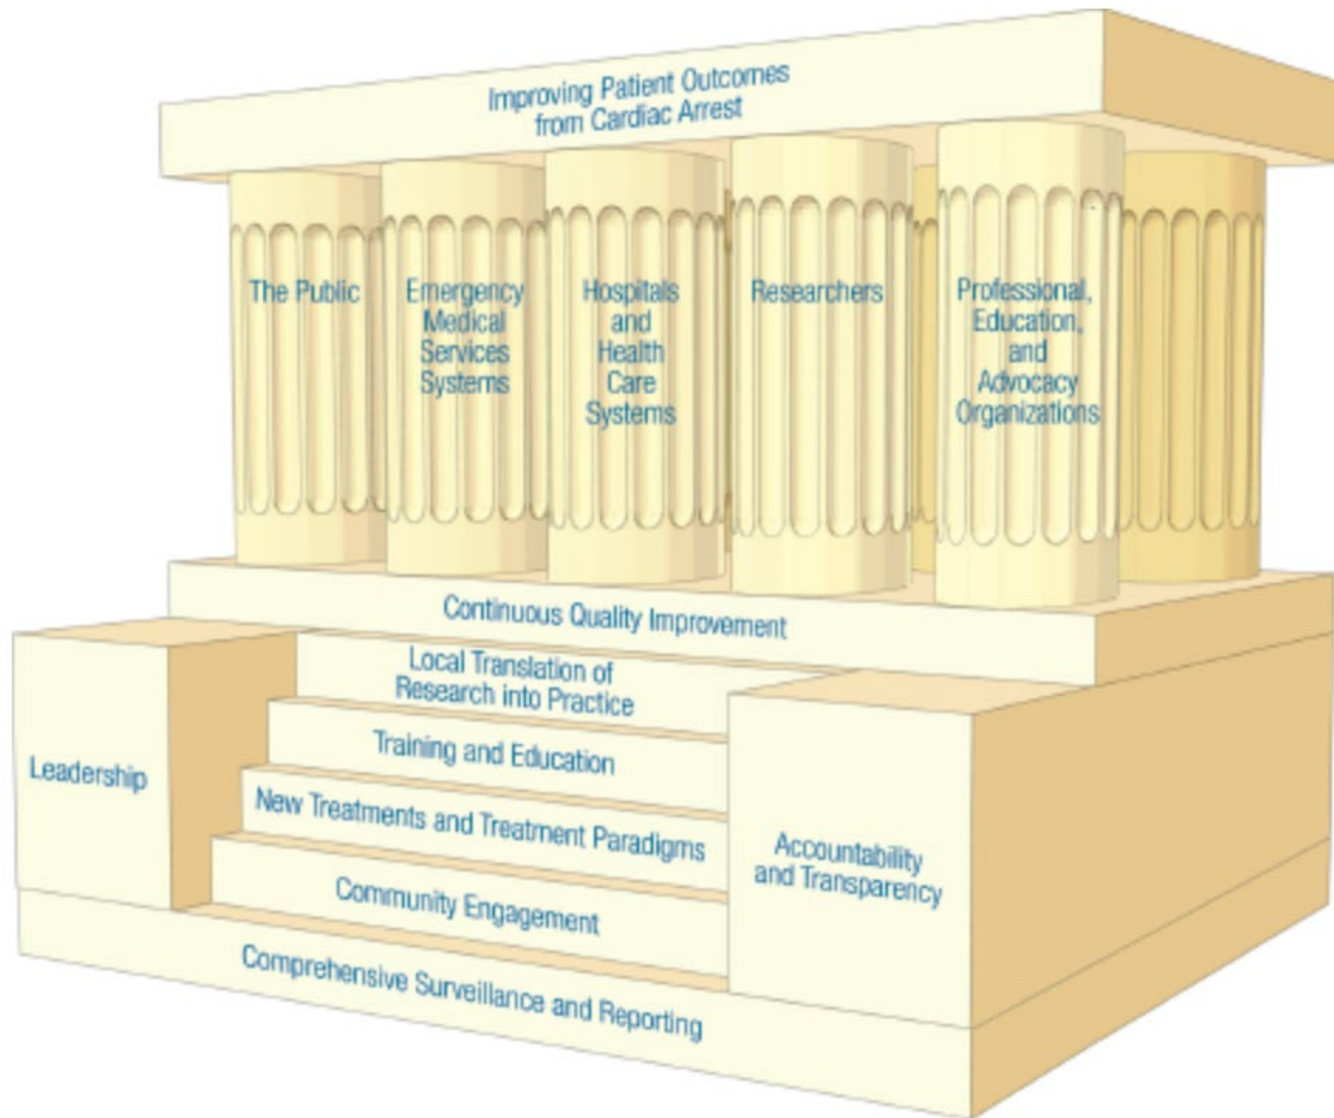 Improving Patient Outcomes
from Cardiac Arrest
The Public
Emergency
Medical
Services
Systems
Hospitals
and
Health
Care
Systems
Researchers
Professional,
Education,
and
Advocacy
Organizations
Continuous Quality Improvement
Local Translation of
Research into Practice
Training and Education
New Treatments and Treatment Paradigms
Community Engagement
Leadership
Accountability
and Transparency
Comprehensive Surveillance and Reporting